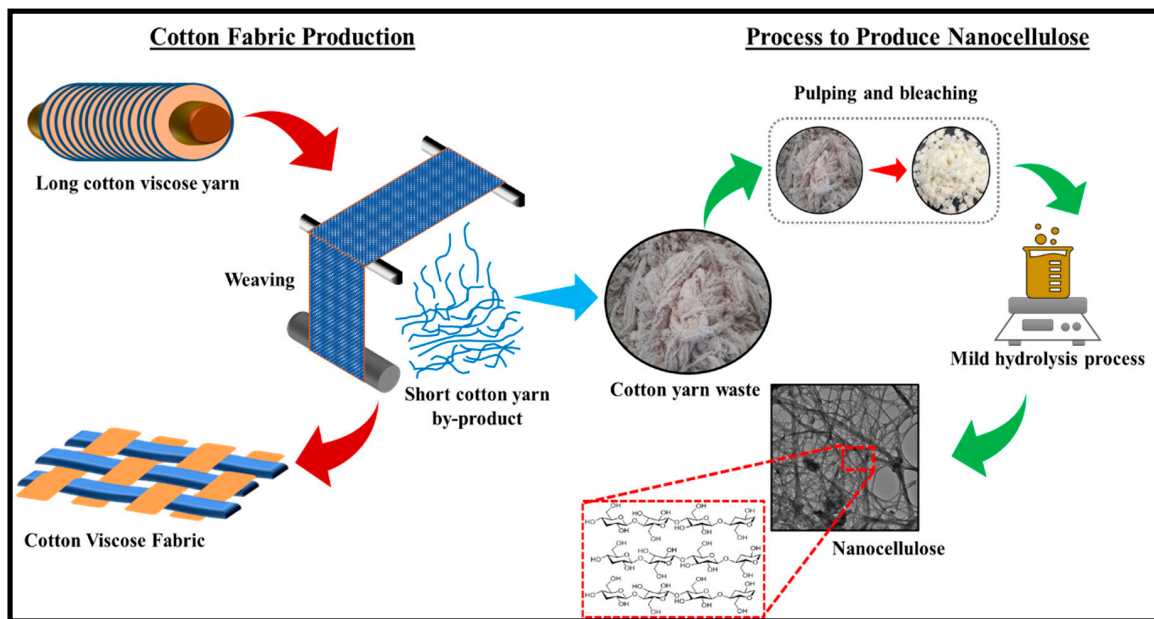 Cotton Fabric Production
Long cotton viscose yarn
Weaving
Short cotton yarn
by-product
Cotton Viscose Fabric
Process to Produce Nanocellulose
Pulping and bleaching
Cotton yarn waste
Mild hydrolysis process
Nanocellulose